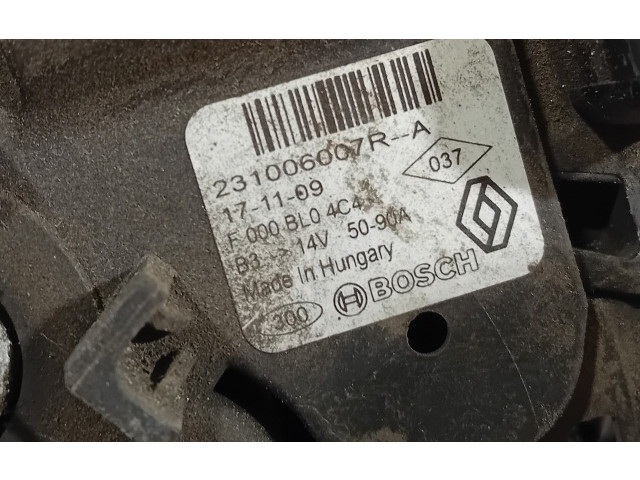 231006007R--A
17-11-09
037
F 000 BL0 4C4
B3 14V 50-90A
Made In Hungary
BOSCH
300